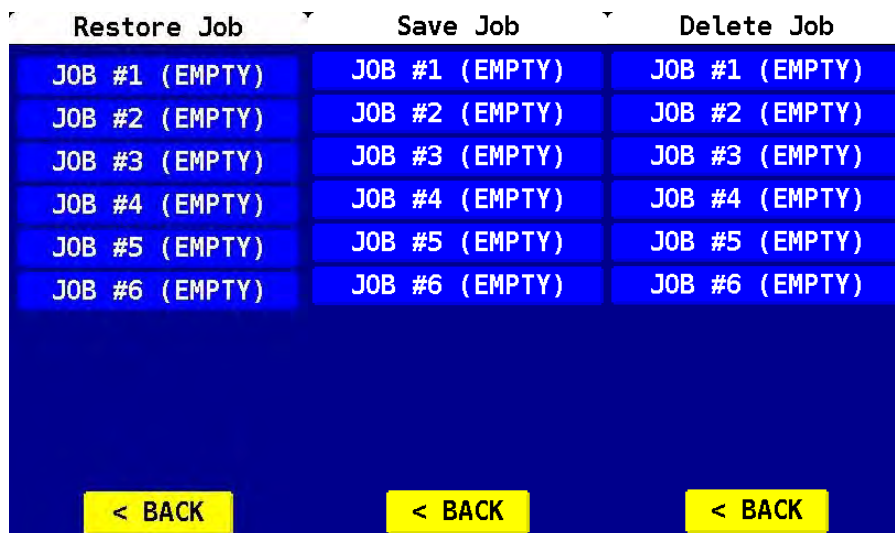 Restore Job
JOB #1 (EMPTY)
JOB #2 (EMPTY)
JOB #3 (EMPTY)
JOB #4 (EMPTY)
JOB #5 (EMPTY)
JOB #6 (EMPTY)
< BACK
Save Job
JOB #1 (EMPTY)
JOB #2 (EMPTY)
JOB #3 (EMPTY)
JOB #4 (EMPTY)
JOB #5 (EMPTY)
JOB #6 (EMPTY)
< BACK
Delete Job
JOB #1 (EMPTY)
JOB #2 (EMPTY)
JOB #3 (EMPTY)
JOB #4 (EMPTY)
JOB #5 (EMPTY)
JOB #6 (EMPTY)
< BACK